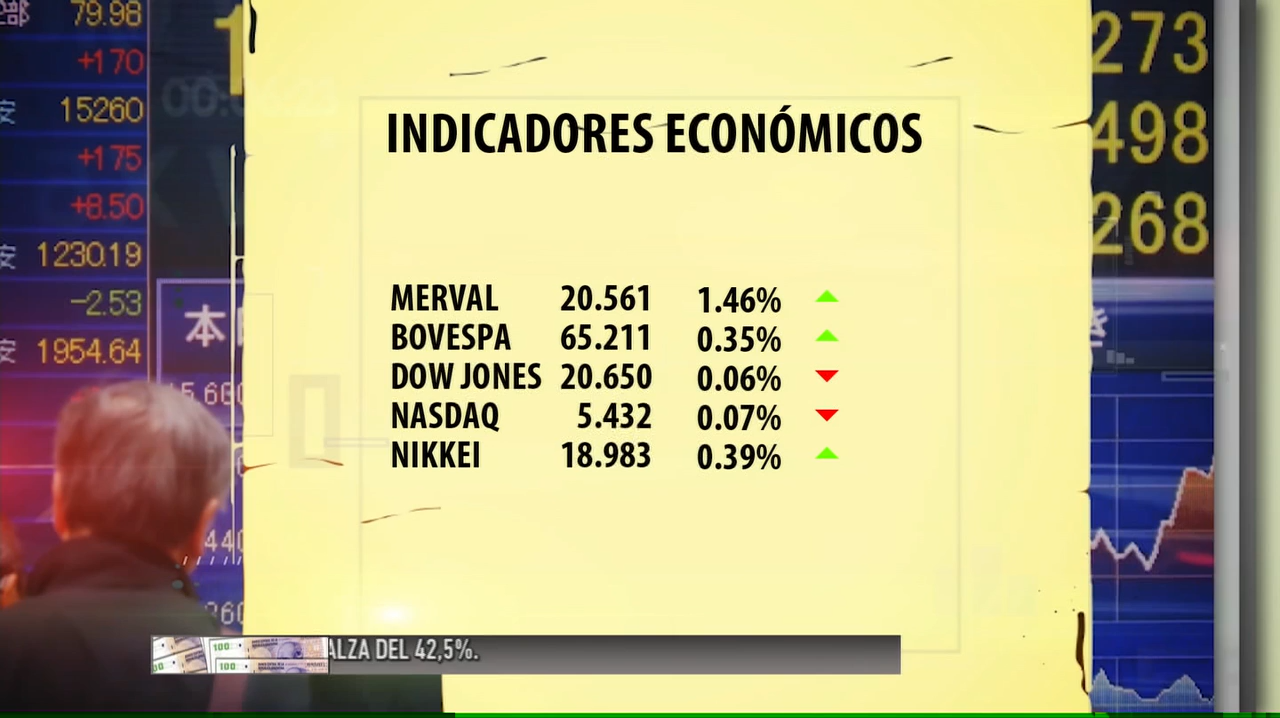 79.98
+170
15260
+175
+8.50
1230.19
-2.53
1954.64
273
498
268
INDICADORES ECONÓMICOS
MERVAL 20.561 1.46%
BOVESPA 65.211 0.35%
DOW JONES 20.650 0.06%
NASDAQ 5.432 0.07%
NIKKEI 18.983 0.39%
ALZA DEL 42,5%.